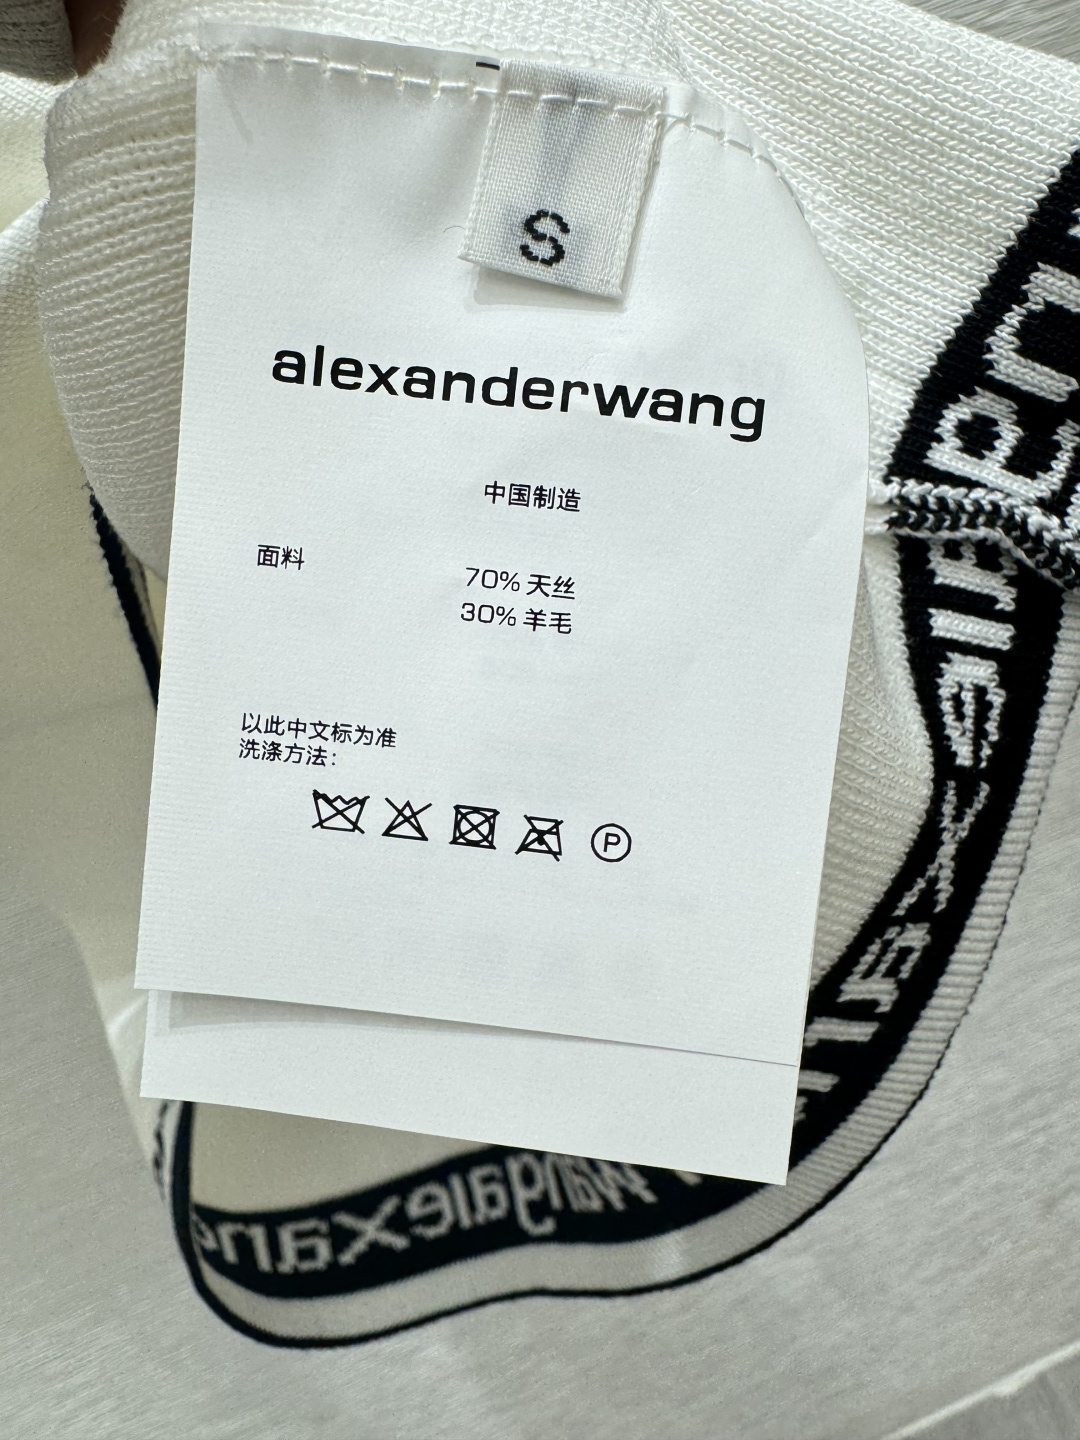 S
alexanderwang
中国制造
面料
70% 天丝
30% 羊毛
以此中文标为准
洗涤方法：
P